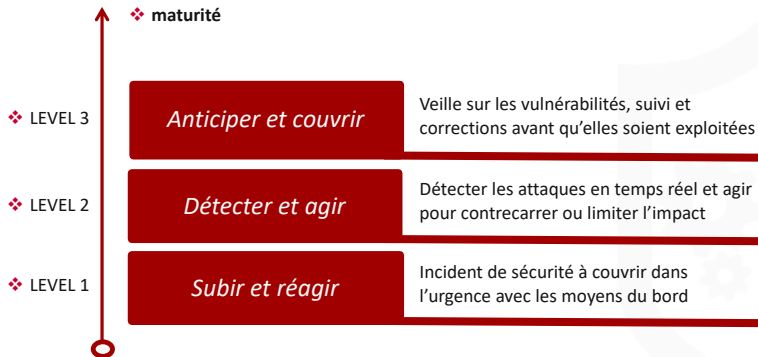 maturité
LEVEL 3
Anticiper et couvrir
Veille sur les vulnérabilités, suivi et
corrections avant qu'elles soient exploitées
LEVEL 2
Détecter et agir
Détecter les attaques en temps réel et agir
pour contrecarrer ou limiter l'impact
LEVEL 1
Subir et réagir
Incident de sécurité à couvrir dans
l'urgence avec les moyens du bord